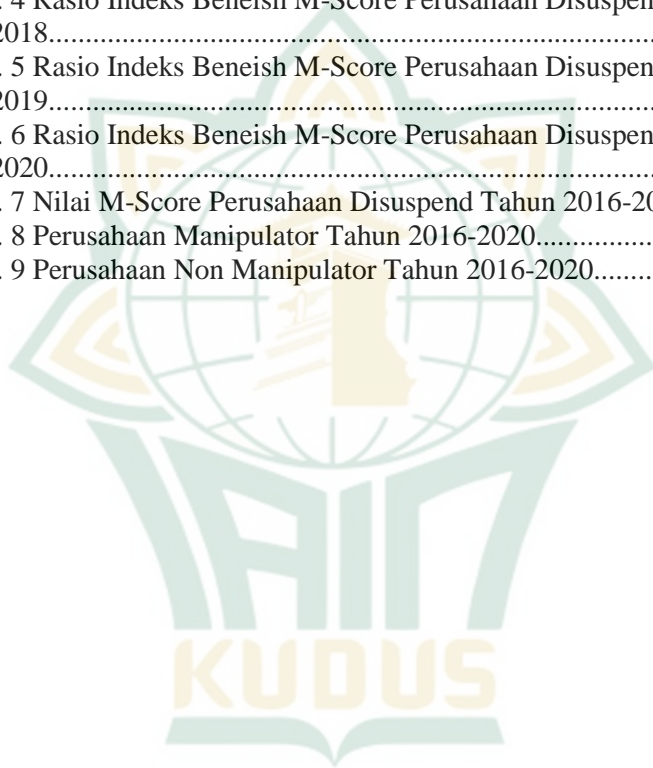 . 4 Rasio Indeks Beneish M-Score Perusahaan Disuspen
2018...............................................................................
. 5 Rasio Indeks Beneish M-Score Perusahaan Disuspen
2019...............................................................................
. 6 Rasio Indeks Beneish M-Score Perusahaan Disuspen
2020...............................................................................
. 7 Nilai M-Score Perusahaan Disuspend Tahun 2016-20
. 8 Perusahaan Manipulator Tahun 2016-2020.................
. 9 Perusahaan Non Manipulator Tahun 2016-2020.........
IAIN
KUDUS